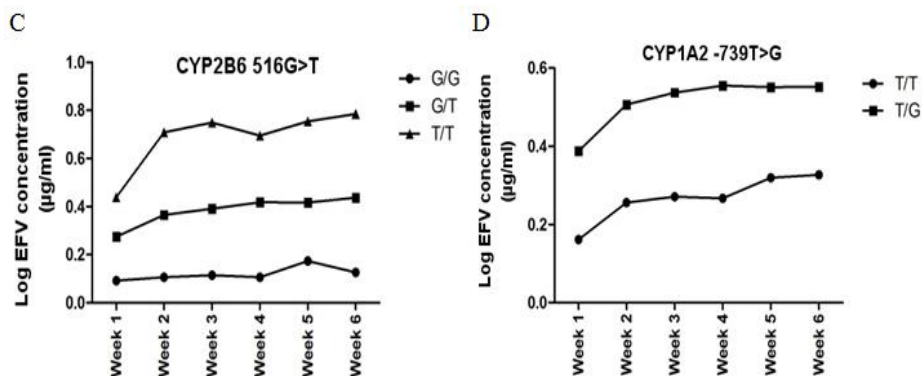 C
CYP2B6 516G>T
Log EFV concentration
(µg/ml)
1.0
0.8
0.6
0.4
0.2
0.0
Week 1
Week 2
Week 3
Week 4
Week 5
Week 6
G/G
G/T
T/T
D
CYP1A2 -739T>G
Log EFV concentration
(µg/ml)
0.6
0.4
0.2
0.0
Week 1
Week 2
Week 3
Week 4
Week 5
Week 6
T/T
T/G